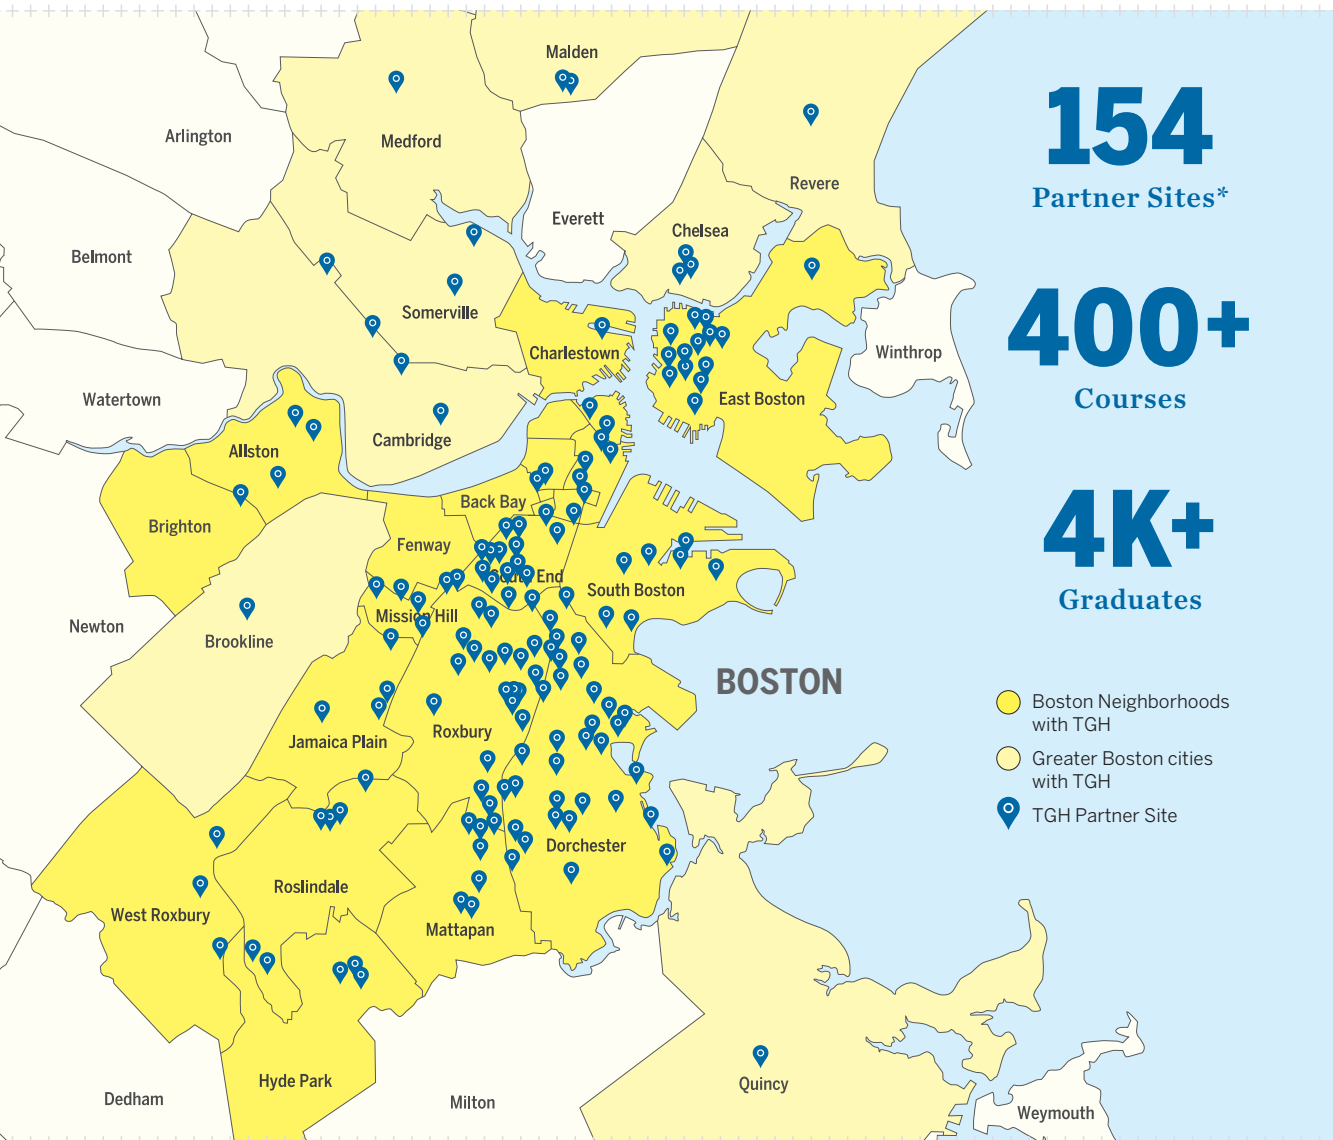 Malden
Arlington
Medford
Revere
Everett
Chelsea
Belmont
Somerville
Charlestown
Winthrop
Watertown
East Boston
Cambridge
Allston
Back Bay
Brighton
Fenway
South End
South Boston
Mission Hill
Newton
Brookline
BOSTON
Roxbury
Jamaica Plain
Dorchester
Roslindale
West Roxbury
Mattapan
Hyde Park
Quincy
Dedham
Milton
Weymouth
154
Partner Sites*
400+
Courses
4K+
Graduates
Boston Neighborhoods
with TGH
Greater Boston cities
with TGH
TGH Partner Site